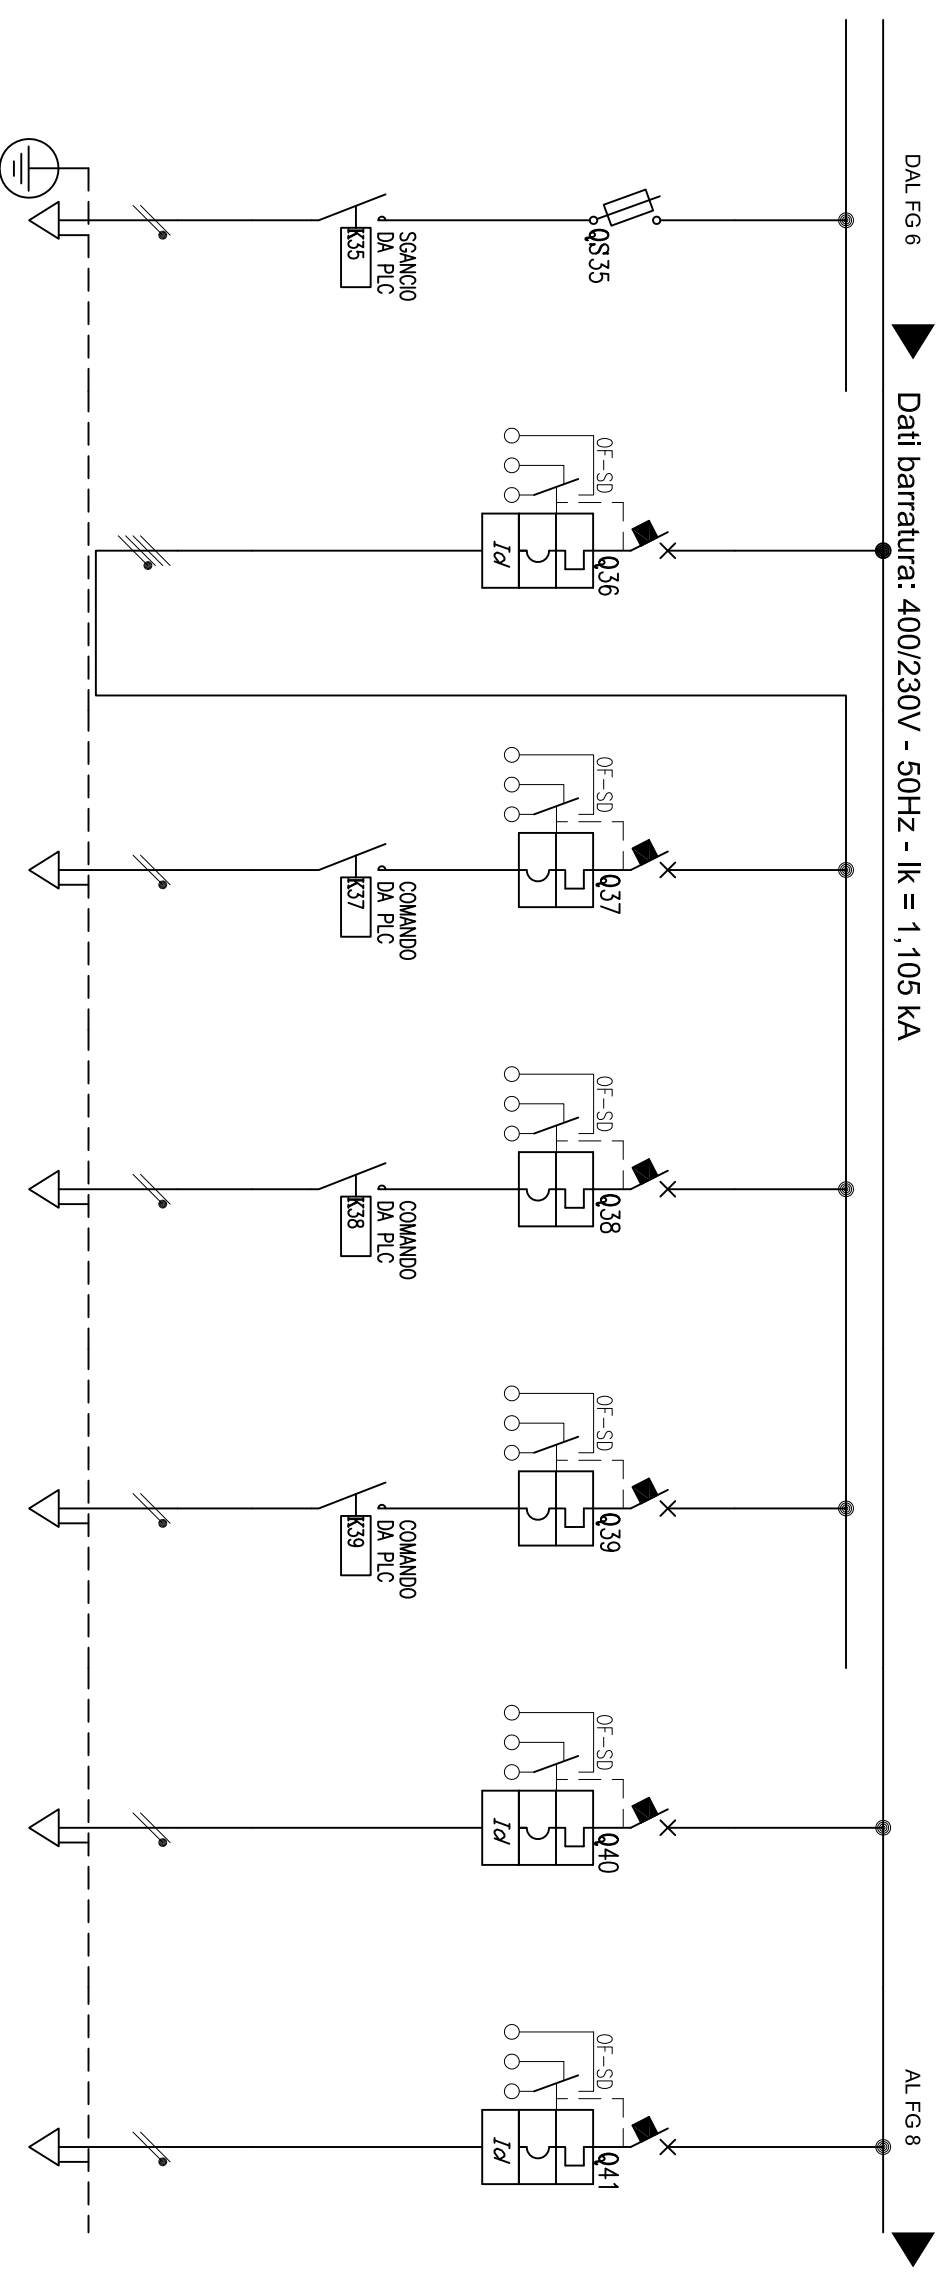 DAL FG 6
Dati barratura: 400/230V - 50Hz - Ik = 1,105 kA
AL FG 8
QS35
SGANCIO
DA PLC
K35
OF-SD
Q36
Id
OF-SD
Q37
COMANDO
DA PLC
K37
OF-SD
Q38
COMANDO
DA PLC
K38
OF-SD
Q39
COMANDO
DA PLC
K39
OF-SD
Q40
Id
OF-SD
Q41
Id